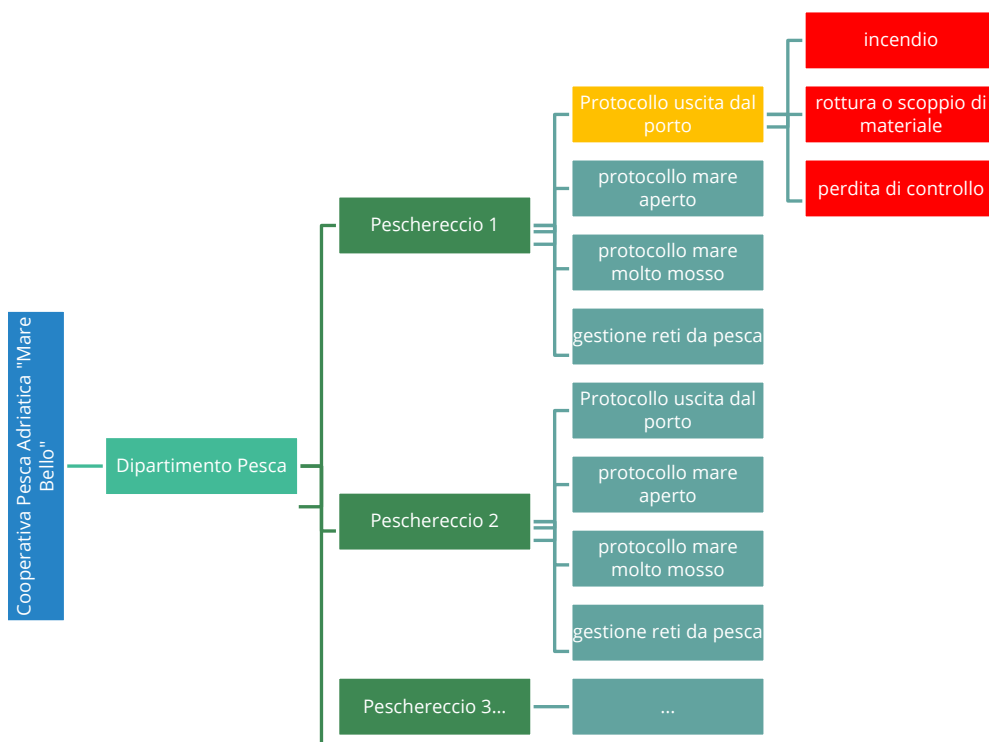 Cooperativa Pesca Adriatica "Mare
Bello"
Dipartimento Pesca
Peschereccio 1
Protocollo uscita dal
porto
incendio
rottura o scoppio di
materiale
perdita di controllo
protocollo mare
aperto
protocollo mare
molto mosso
gestione reti da pesca
Peschereccio 2
Protocollo uscita dal
porto
protocollo mare
aperto
protocollo mare
molto mosso
gestione reti da pesca
Peschereccio 3...
...